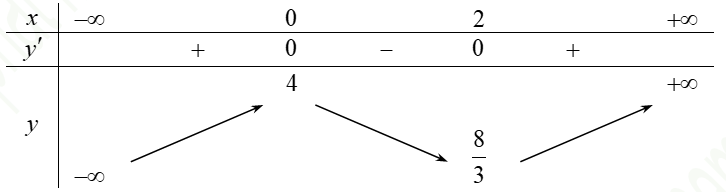 x −∞ 0 2 +∞
y′ + 0 − 0 +
4 +∞
y
8
3
−∞